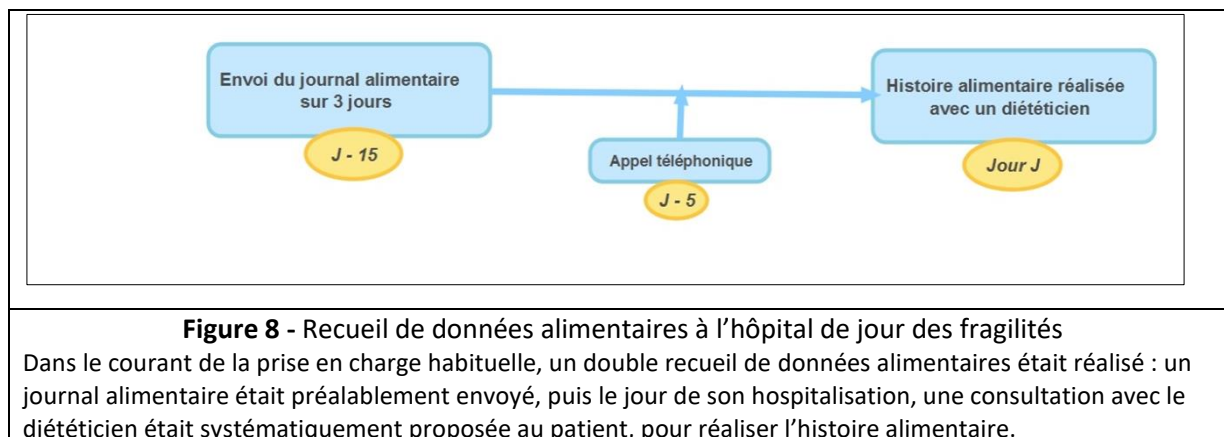 Envoi du journal alimentaire
sur 3 jours
J - 15
Appel téléphonique
J - 5
Histoire alimentaire réalisée
avec un diététicien
Jour J
Figure 8 - Recueil de données alimentaires à l’hôpital de jour des fragilités
Dans le courant de la prise en charge habituelle, un double recueil de données alimentaires était réalisé : un
journal alimentaire était préalablement envoyé, puis le jour de son hospitalisation, une consultation avec le
diététicien était systématiquement proposée au patient, pour réaliser l’histoire alimentaire.